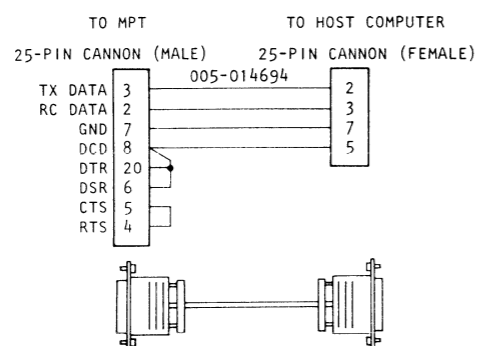 TO MPT TO HOST COMPUTER
25-PIN CANNON (MALE) 25-PIN CANNON (FEMALE)
005-014694
TX DATA 3 2
RC DATA 2 3
GND 7 7
DCD 8 5
DTR 20
DSR 6
CTS 5
RTS 4